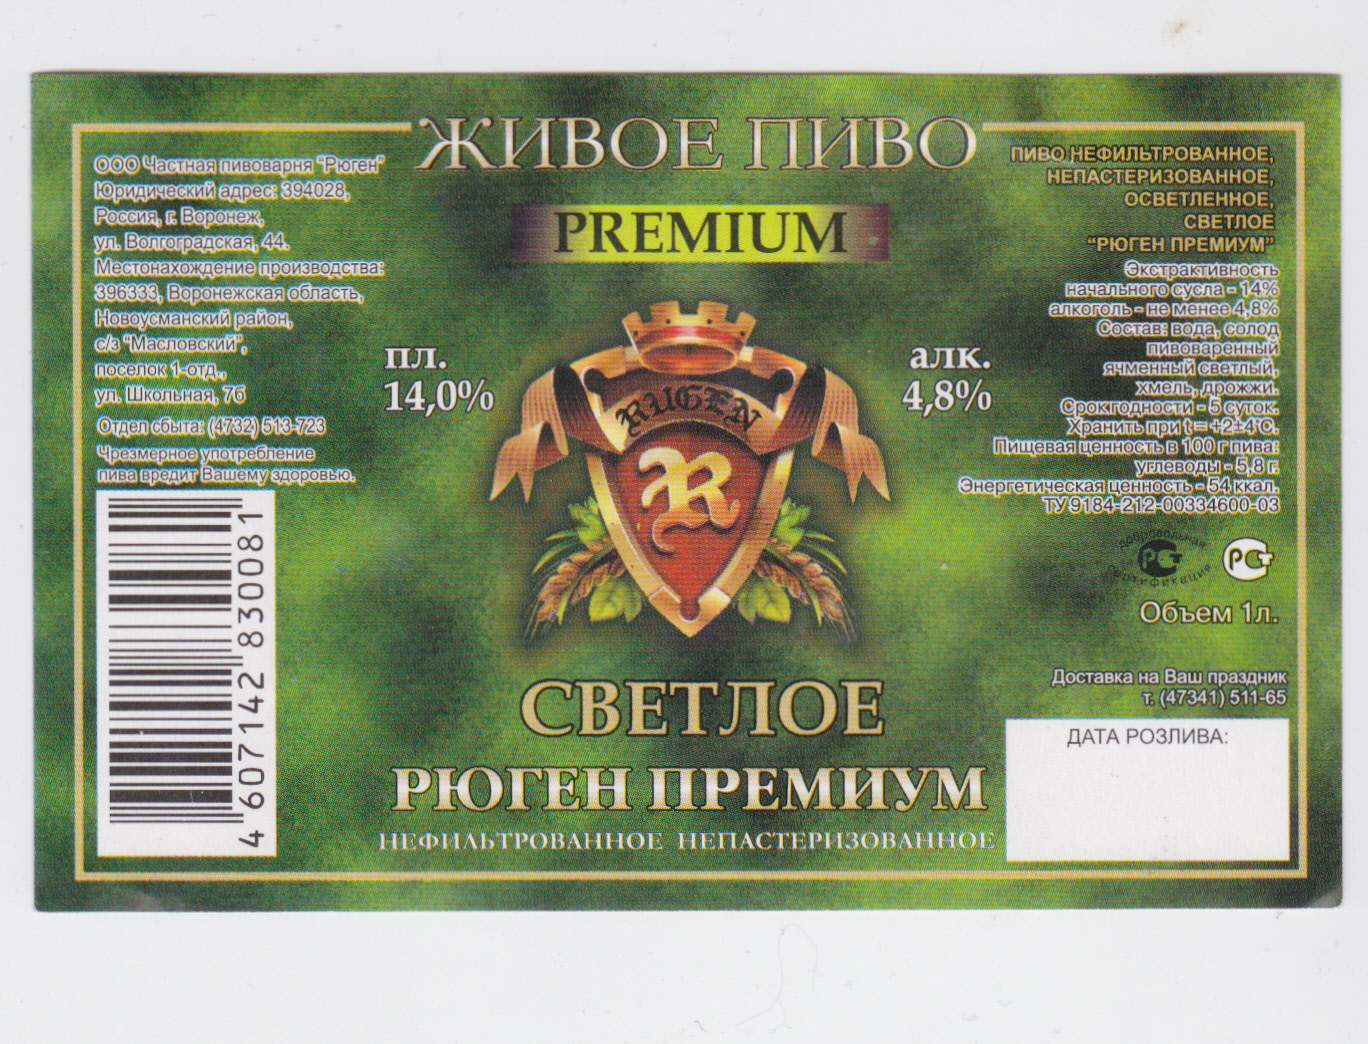 ЖИВОЕ ПИВО
PREMIUM
ООО Частная пивоварня "Рюген"
Юридический адрес: 394028,
Россия, г. Воронеж,
ул. Волгоградская, 44.
Местонахождение производства:
396333, Воронежская область,
Новоусманский район,
с/з "Масловский",
поселок 1-отд.,
ул. Школьная, 7б
Отдел сбыта: (4732) 513-723
Чрезмерное употребление
пива вредит Вашему здоровью.
4 607142 830081
пл.
14,0%
RUGEN
R
алк.
4,8%
СВЕТЛОЕ
РЮГЕН ПРЕМИУМ
НЕФИЛЬТРОВАННОЕ НЕПАСТЕРИЗОВАННОЕ
ПИВО НЕФИЛЬТРОВАННОЕ,
НЕПАСТЕРИЗОВАННОЕ,
ОСВЕТЛЕННОЕ,
СВЕТЛОЕ
"РЮГЕН ПРЕМИУМ"
Экстрактивность
начального сусла - 14%
алкоголь - не менее 4,8%
Состав: вода, солод
пивоваренный
ячменный светлый,
хмель, дрожжи.
Срок годности - 5 суток.
Хранить при t = +2±4°С.
Пищевая ценность в 100 г пива:
углеводы - 5,8 г.
Энергетическая ценность - 54 ккал.
ТУ 9184-212-00334600-03
добровольная
РСТ
сертификация
РСТ
Объем 1л.
Доставка на Ваш праздник
т. (47341) 511-65
ДАТА РОЗЛИВА: